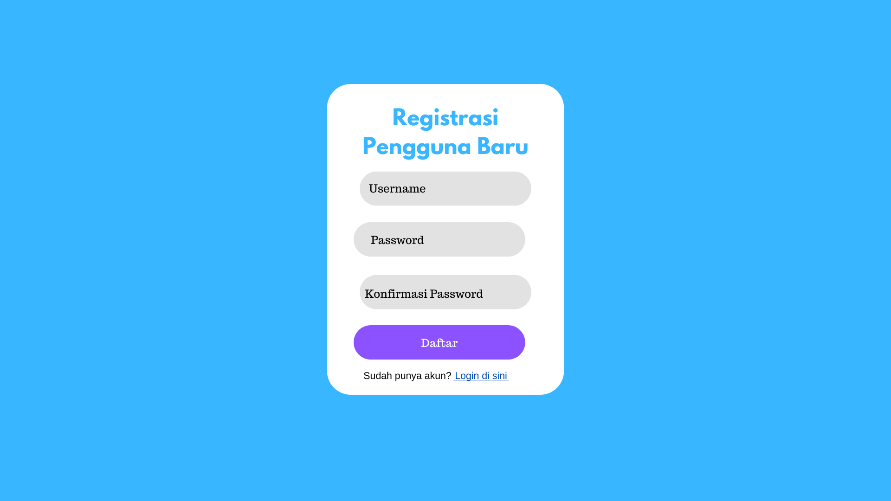 Registrasi
Pengguna Baru
Username
Password
Konfirmasi Password
Daftar
Sudah punya akun? Login di sini